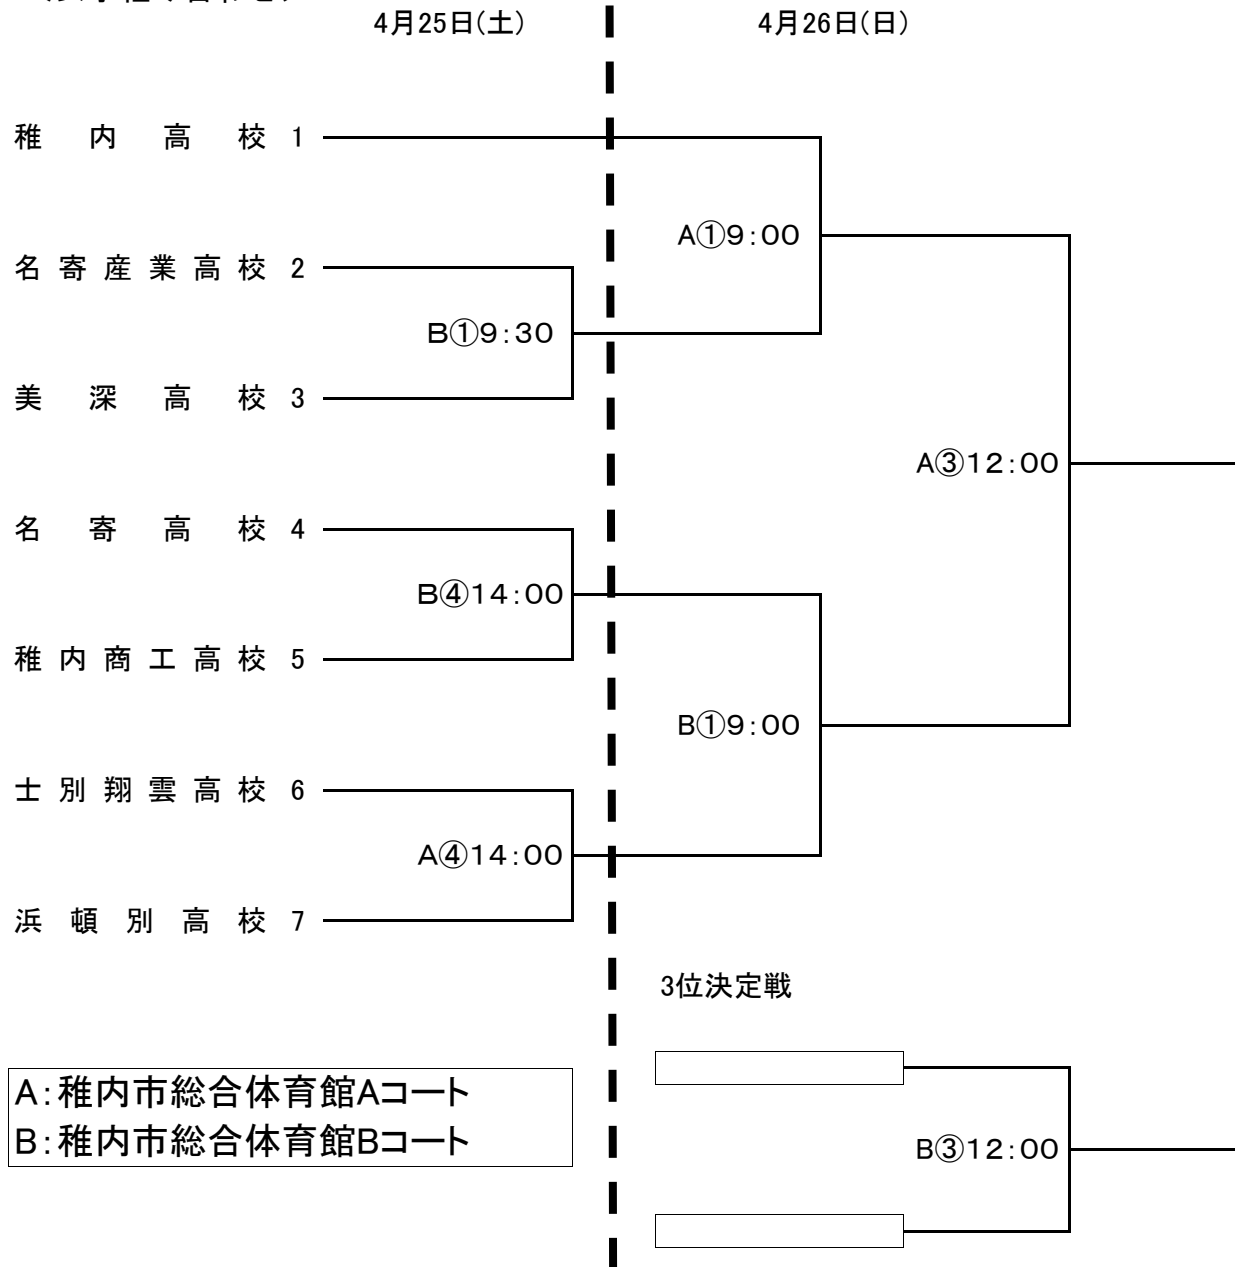 4月25日(土)
4月26日(日)
稚内高校 1
A①9:00
名寄産業高校 2
B①9:30
美深高校 3
A③12:00
名寄高校 4
B④14:00
稚内商工高校 5
B①9:00
士別翔雲高校 6
A④14:00
浜頓別高校 7
3位決定戦
A:稚内市総合体育館Aコート
B:稚内市総合体育館Bコート
B③12:00